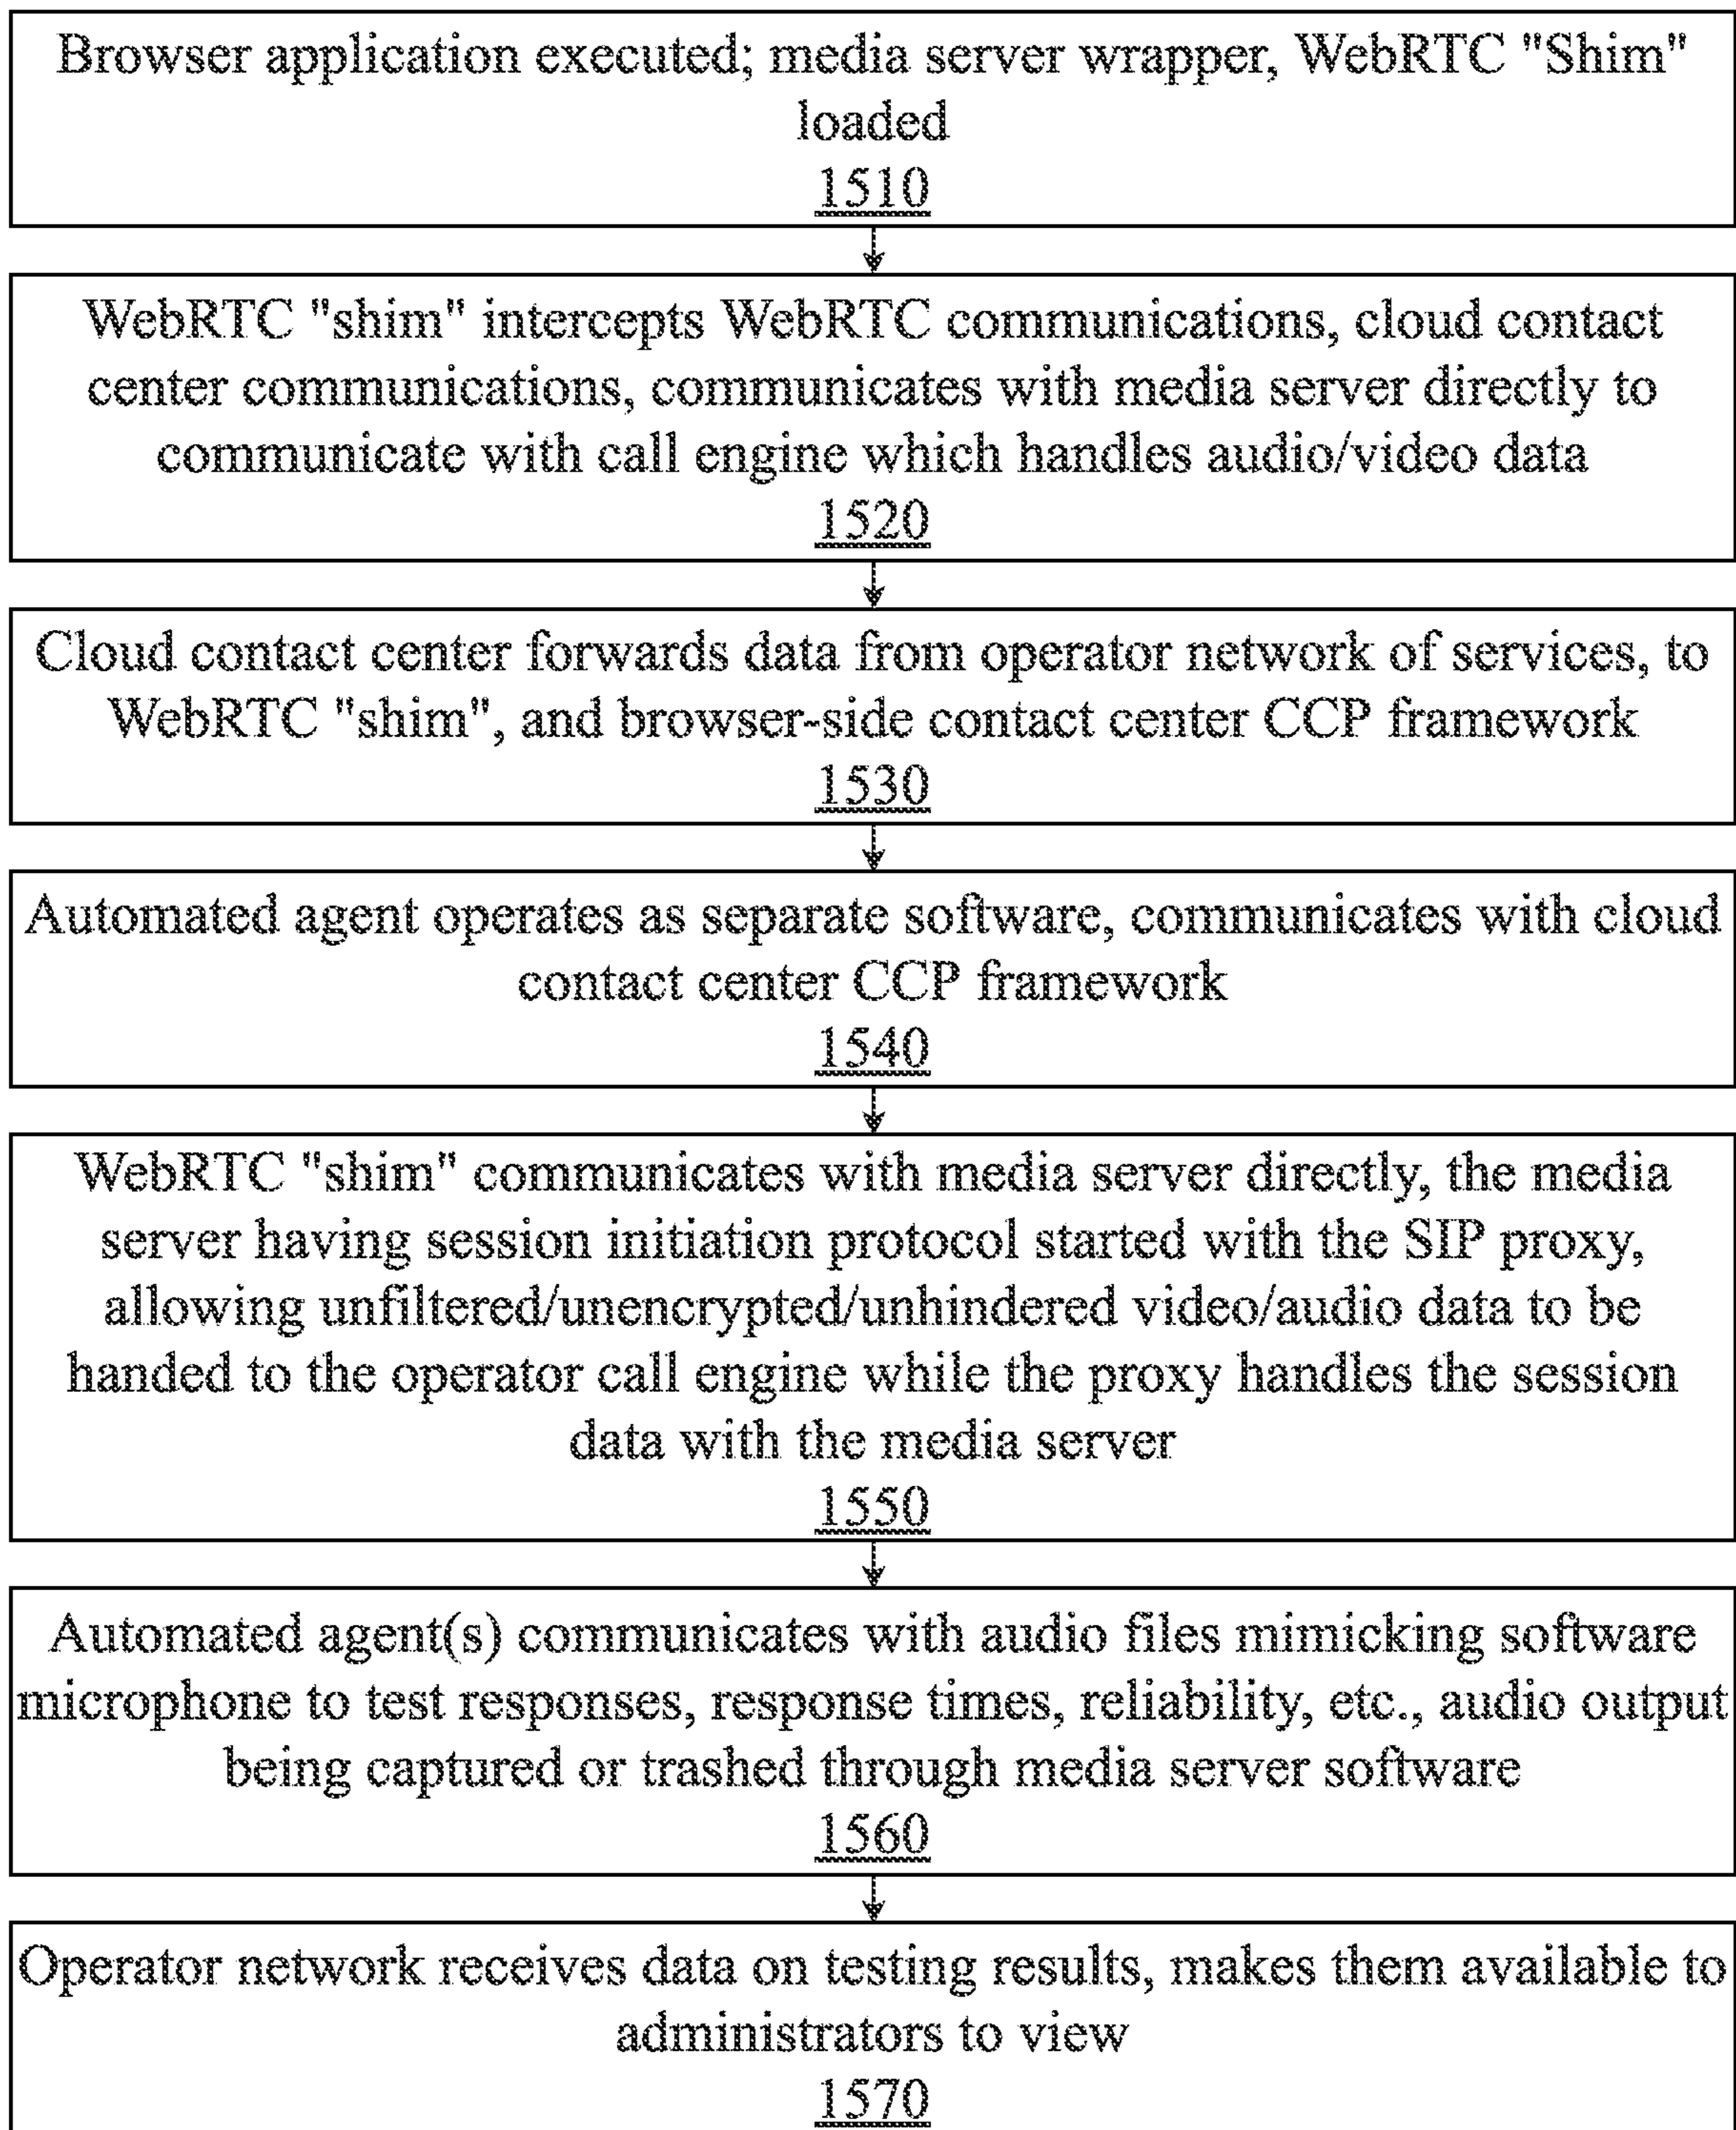 Browser application executed; media server wrapper, WebRTC "Shim"
loaded
1510
WebRTC "shim" intercepts WebRTC communications, cloud contact
center communications, communicates with media server directly to
communicate with call engine which handles audio/video data
1520
Cloud contact center forwards data from operator network of services, to
WebRTC "shim", and browser-side contact center CCP framework
1530
Automated agent operates as separate software, communicates with cloud
contact center CCP framework
1540
WebRTC "shim" communicates with media server directly, the media
server having session initiation protocol started with the SIP proxy,
allowing unfiltered/unencrypted/unhindered video/audio data to be
handed to the operator call engine while the proxy handles the session
data with the media server
1550
Automated agent(s) communicates with audio files mimicking software
microphone to test responses, response times, reliability, etc., audio output
being captured or trashed through media server software
1560
Operator network receives data on testing results, makes them available to
administrators to view
1570